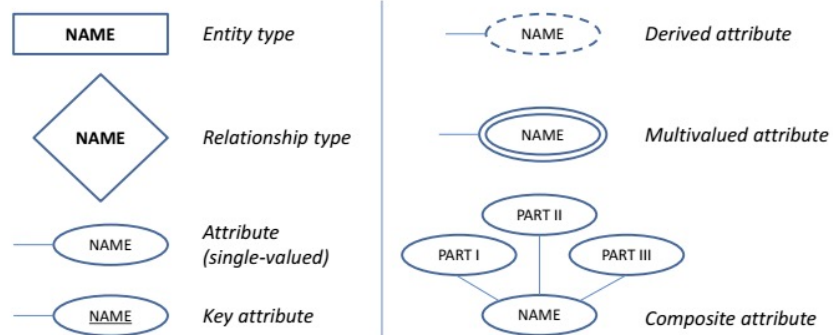 NAME
Entity type
NAME
Relationship type
NAME
Attribute
(single-valued)
NAME
Key attribute
NAME
Derived attribute
NAME
Multivalued attribute
PART II
PART I
PART III
NAME
Composite attribute